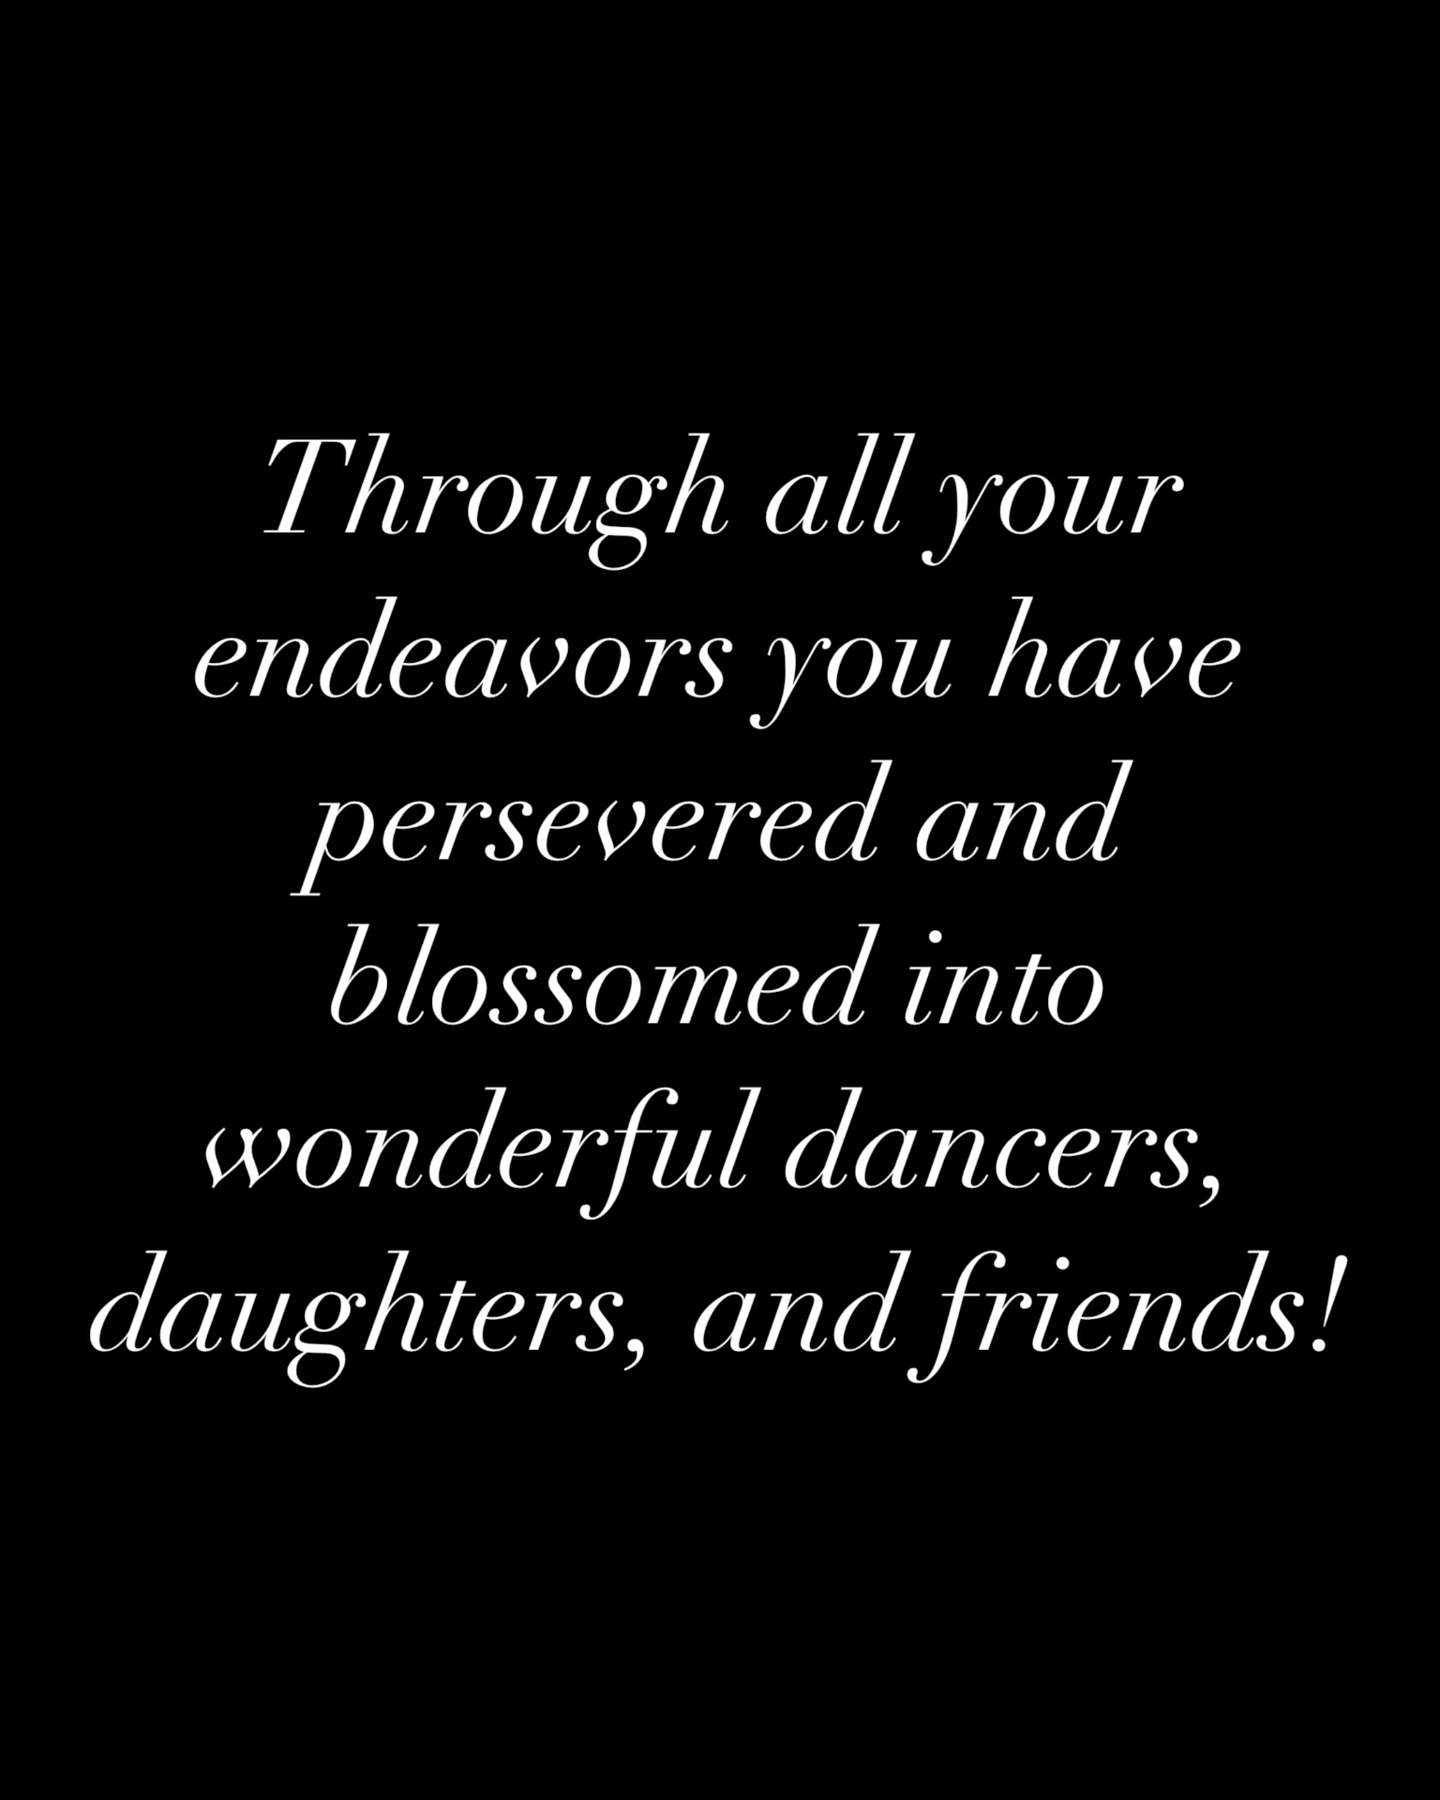 Through all your
endeavors you have
persevered and
blossomed into
wonderful dancers,
daughters, and friends!